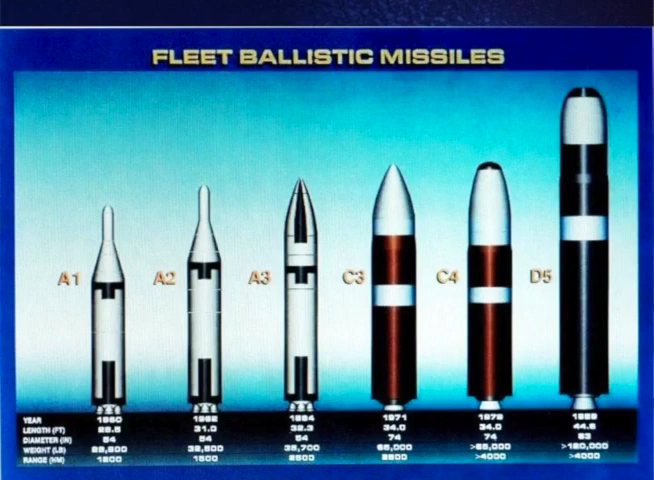 FLEET BALLISTIC MISSILES
A1 A2 A3 C3 C4 D5
YEAR 1960 1962 1964 1971 1979 1989
LENGTH (FT) 28.5 31.0 32.3 34.0 34.0 44.6
DIAMETER (IN) 54 54 54 74 74 83
WEIGHT (LB) 32,500 35,700 65,000 >65,000 >120,000
RANGE (NM) 1200 1500 2500 2500 >4000 >4000